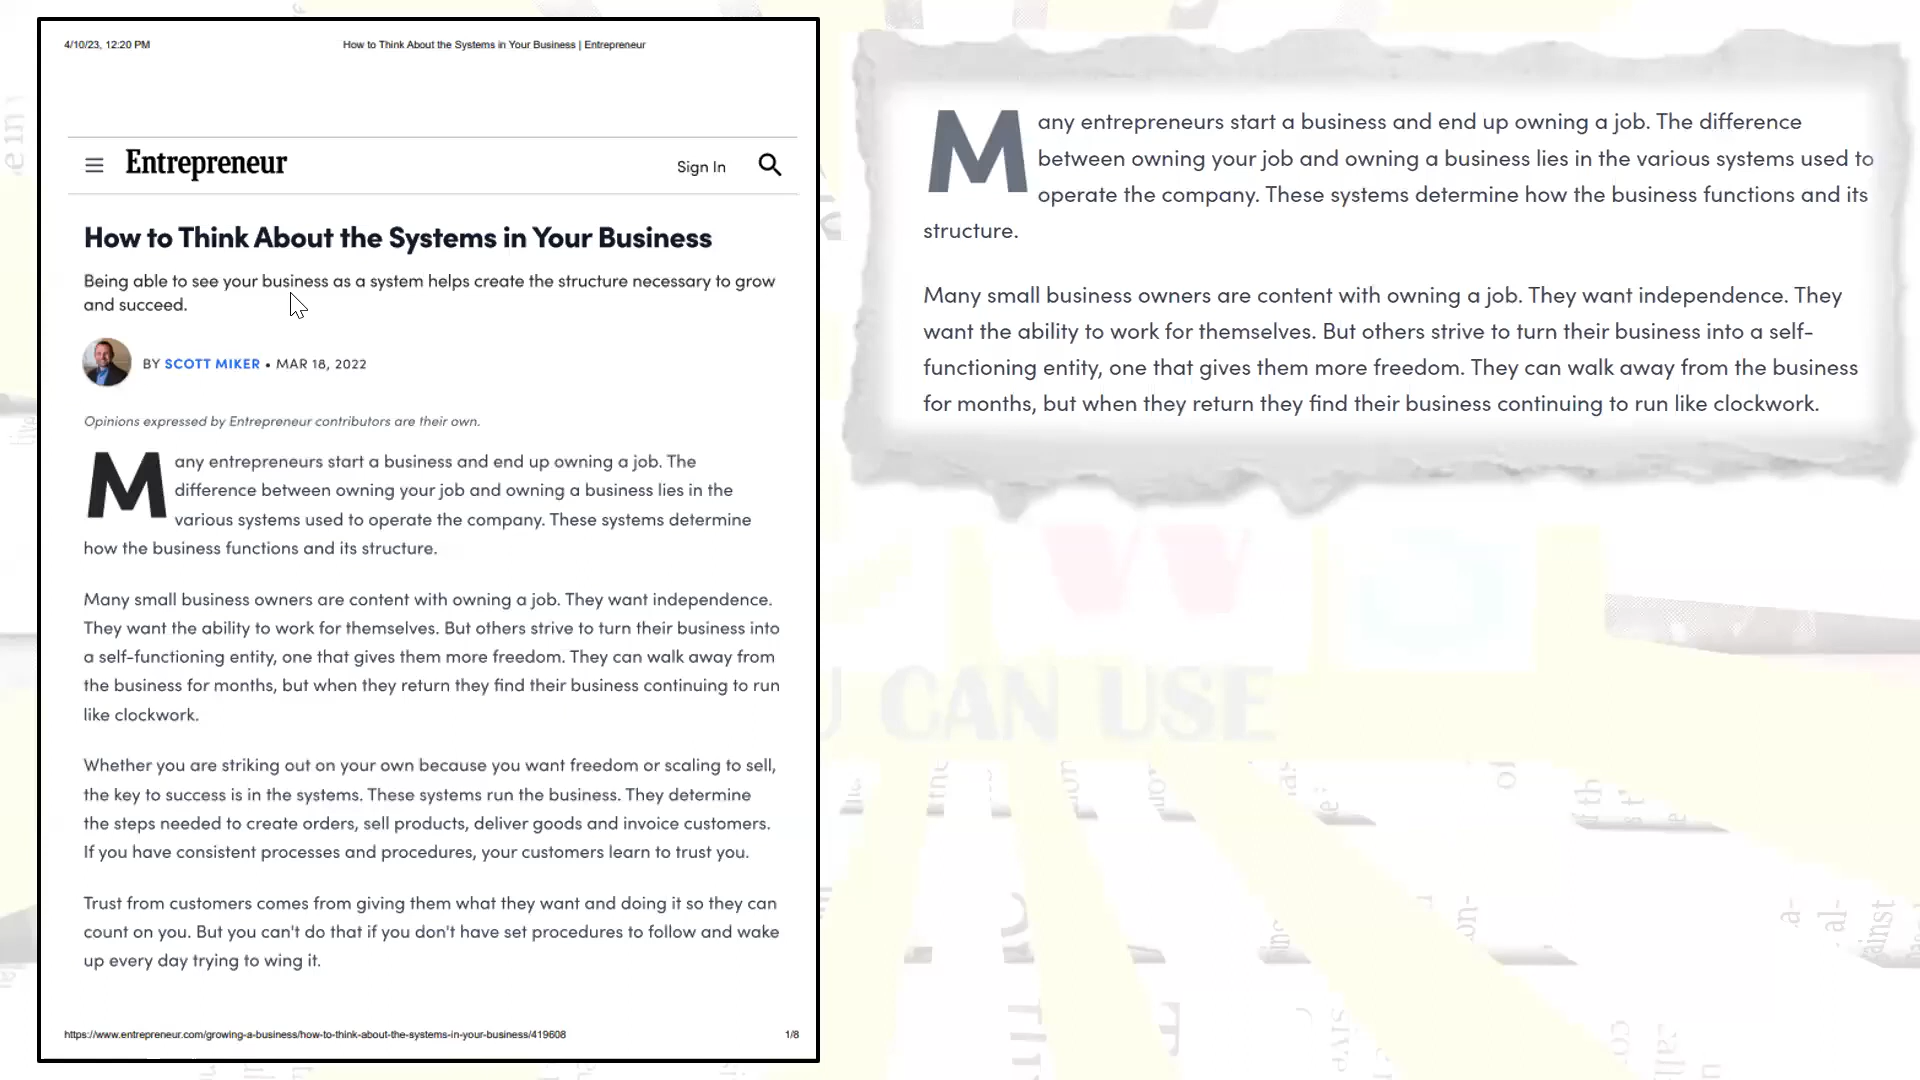 4/10/23, 12:20 PM
How to Think About the Systems in Your Business | Entrepreneur
Entrepreneur
Sign In
How to Think About the Systems in Your Business
Being able to see your business as a system helps create the structure necessary to grow
and succeed.
BY SCOTT MIKER • MAR 18, 2022
Opinions expressed by Entrepreneur contributors are their own.
Many entrepreneurs start a business and end up owning a job. The
difference between owning your job and owning a business lies in the
various systems used to operate the company. These systems determine
how the business functions and its structure.
Many small business owners are content with owning a job. They want independence.
They want the ability to work for themselves. But others strive to turn their business into
a self-functioning entity, one that gives them more freedom. They can walk away from
the business for months, but when they return they find their business continuing to run
like clockwork.
Whether you are striking out on your own because you want freedom or scaling to sell,
the key to success is in the systems. These systems run the business. They determine
the steps needed to create orders, sell products, deliver goods and invoice customers.
If you have consistent processes and procedures, your customers learn to trust you.
Trust from customers comes from giving them what they want and doing it so they can
count on you. But you can't do that if you don't have set procedures to follow and wake
up every day trying to wing it.
https://www.entrepreneur.com/growing-a-business/how-to-think-about-the-systems-in-your-business/419608
1/8
Many entrepreneurs start a business and end up owning a job. The difference
between owning your job and owning a business lies in the various systems used to
operate the company. These systems determine how the business functions and its
structure.
Many small business owners are content with owning a job. They want independence. They
want the ability to work for themselves. But others strive to turn their business into a self-
functioning entity, one that gives them more freedom. They can walk away from the business
for months, but when they return they find their business continuing to run like clockwork.
CAN USE